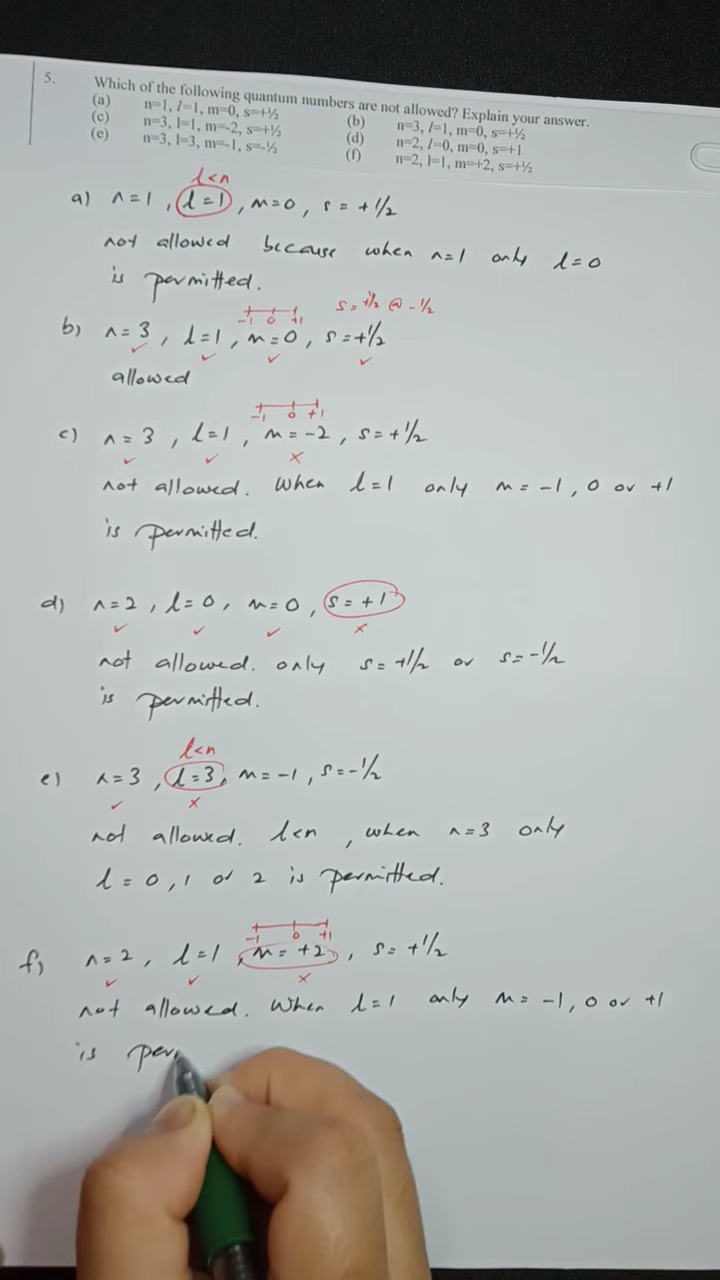 5. Which of the following quantum numbers are not allowed? Explain your answer.
(a) n=1, l=1, m=0, s=+½ (b) n=3, l=1, m=0, s=+½
(c) n=3, l=1, m=-2, s=+½ (d) n=2, l=0, m=0, s=+1
(e) n=3, l=3, m=-1, s=-½ (f) n=2, l=1, m=+2, s=+½
l<n
a) n=1, l=1, m=0, s=+1/2
not allowed because when n=1 only l=0
is permitted.
-1 0 +1 s=+1/2 @ -1/2
b) n=3, l=1, m=0, s=+1/2
✓ ✓ ✓ ✓
allowed
-1 0 +1
c) n=3, l=1, m=-2, s=+1/2
✓ ✓ ×
not allowed. When l=1 only m=-1, 0 or +1
is permitted.
d) n=2, l=0, m=0, s=+1
✓ ✓ ✓ ×
not allowed. only s=+1/2 or s=-1/2
is permitted.
l<n
e) n=3, l=3, m=-1, s=-1/2
✓ ×
not allowed. l<n, when n=3 only
l=0, 1 or 2 is permitted.
-1 0 +1
f) n=2, l=1, m=+2, s=+1/2
✓ ✓ ×
not allowed. When l=1 only m=-1, 0 or +1
is per